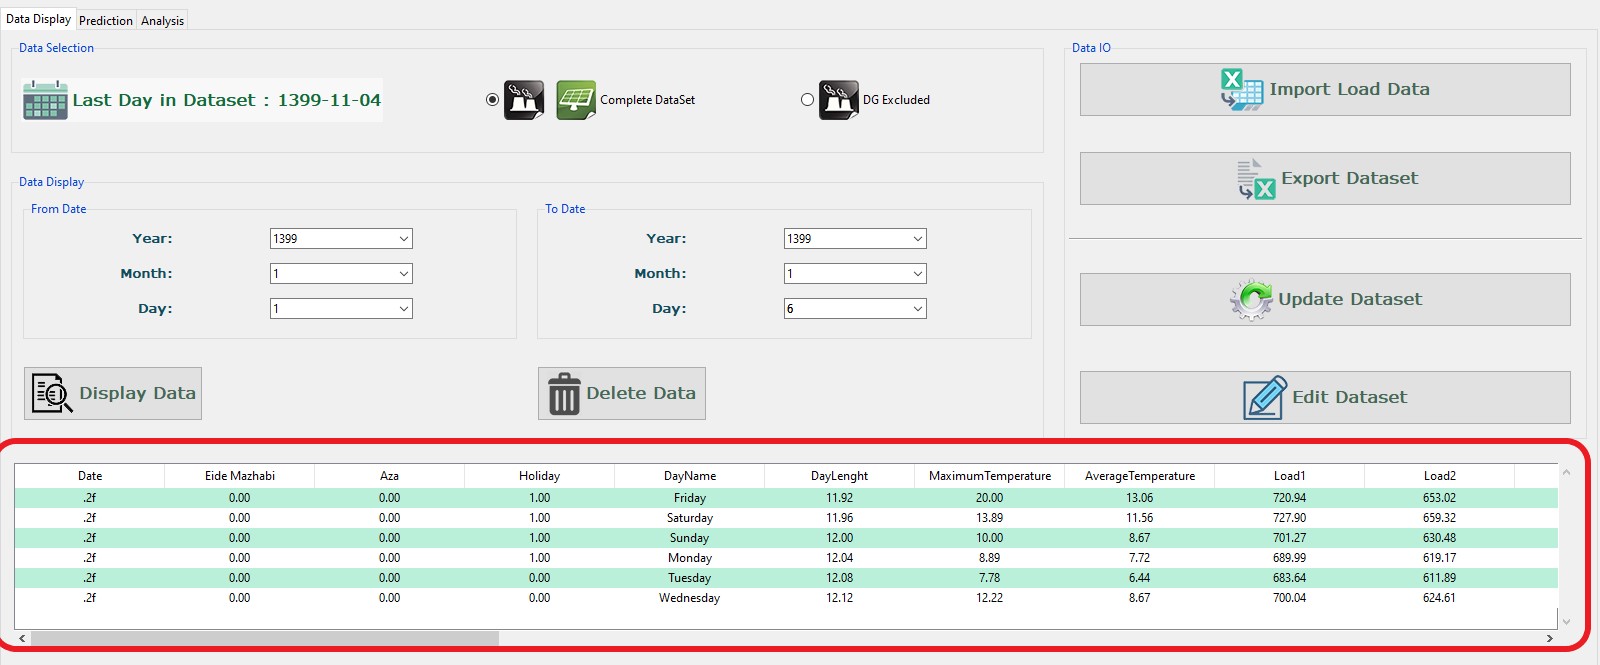 Data Display Prediction Analysis
Data Selection
Last Day in Dataset : 1399-11-04
Complete DataSet
DG Excluded
Data Display
From Date
Year: 1399
Month: 1
Day: 1
To Date
Year: 1399
Month: 1
Day: 6
Display Data
Delete Data
Data IO
Import Load Data
Export Dataset
Update Dataset
Edit Dataset
Date Eide Mazhabi Aza Holiday DayName DayLenght MaximumTemperature AverageTemperature Load1 Load2
.2f 0.00 0.00 1.00 Friday 11.92 20.00 13.06 720.94 653.02
.2f 0.00 0.00 1.00 Saturday 11.96 13.89 11.56 727.90 659.32
.2f 0.00 0.00 1.00 Sunday 12.00 10.00 8.67 701.27 630.48
.2f 0.00 0.00 1.00 Monday 12.04 8.89 7.72 689.99 619.17
.2f 0.00 0.00 0.00 Tuesday 12.08 7.78 6.44 683.64 611.89
.2f 0.00 0.00 0.00 Wednesday 12.12 12.22 8.67 700.04 624.61